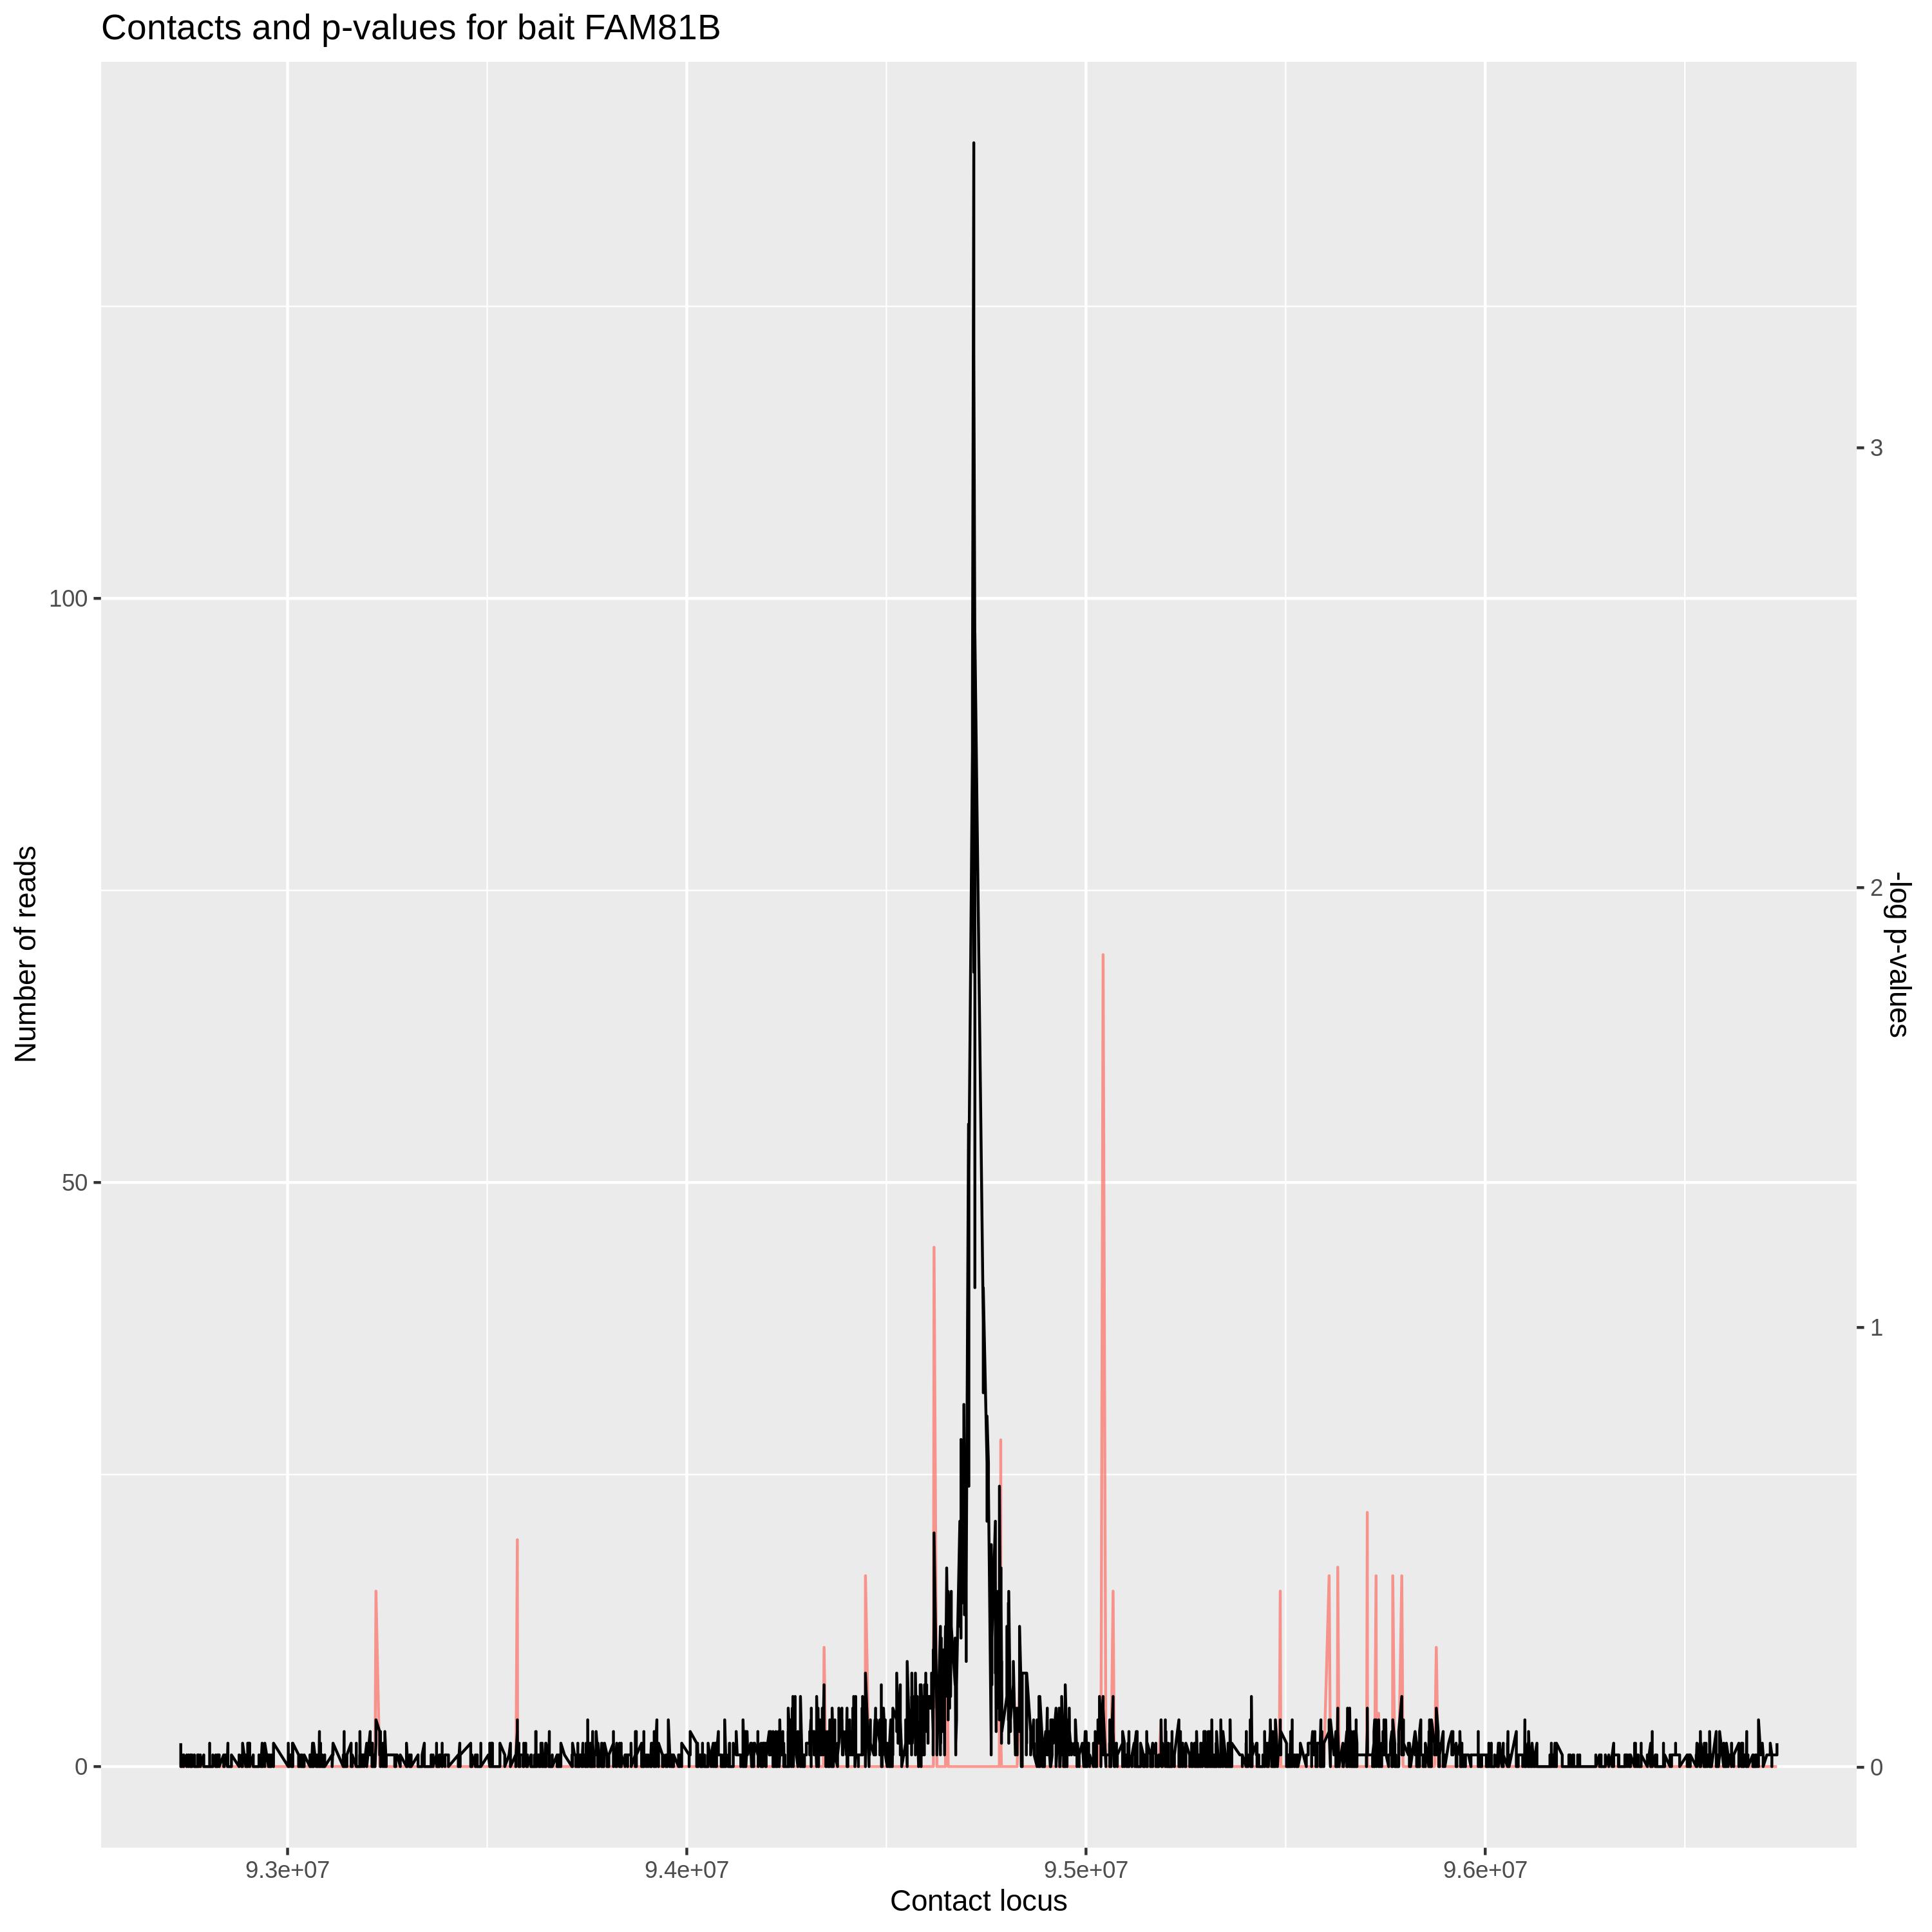 Contacts and p-values for bait FAM81B
Number of reads
100
50
0
3
2
1
0
-log p-values
9.3e+07 9.4e+07 9.5e+07 9.6e+07
Contact locus